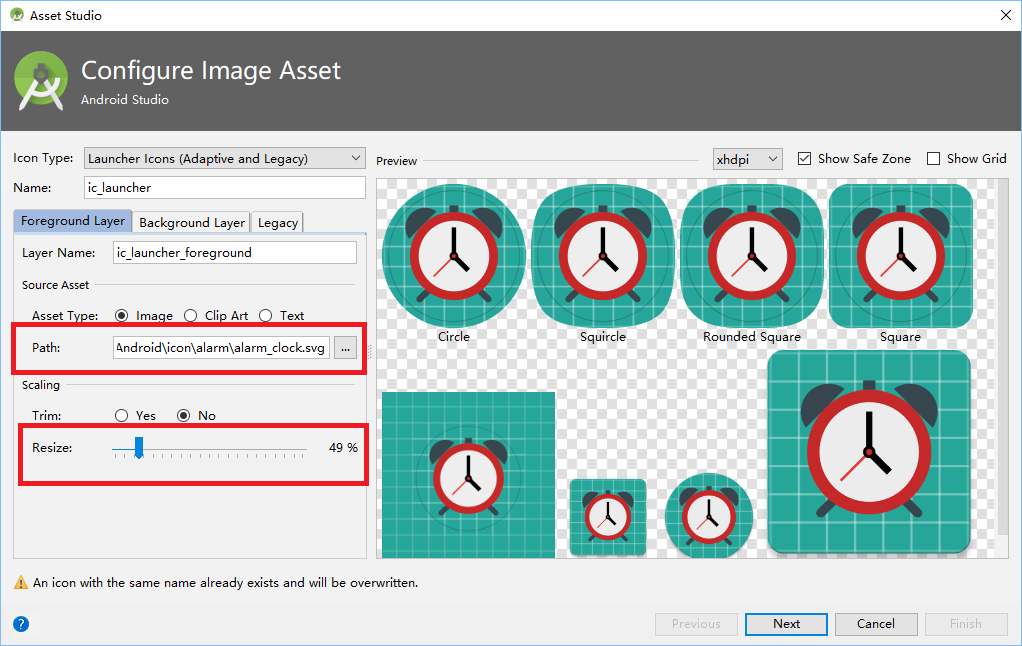 Asset Studio
Configure Image Asset
Android Studio
Icon Type: Launcher Icons (Adaptive and Legacy)
Name: ic_launcher
Foreground Layer Background Layer Legacy
Layer Name: ic_launcher_foreground
Source Asset
Asset Type: Image Clip Art Text
Path: Android\icon\alarm\alarm_clock.svg ...
Scaling
Trim: Yes No
Resize: 49 %
Preview xhdpi Show Safe Zone Show Grid
Circle Squircle Rounded Square Square
An icon with the same name already exists and will be overwritten.
? Previous Next Cancel Finish